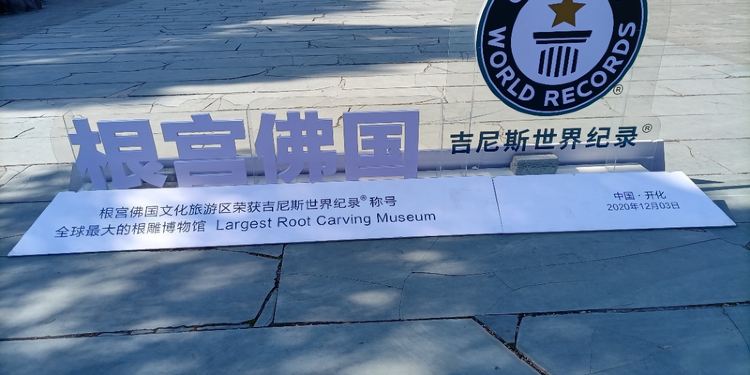 WORLD RECORDS
®
吉尼斯世界纪录®
根宫佛国
根宫佛国文化旅游区荣获吉尼斯世界纪录®称号
全球最大的根雕博物馆 Largest Root Carving Museum
中国·开化
2020年12月03日